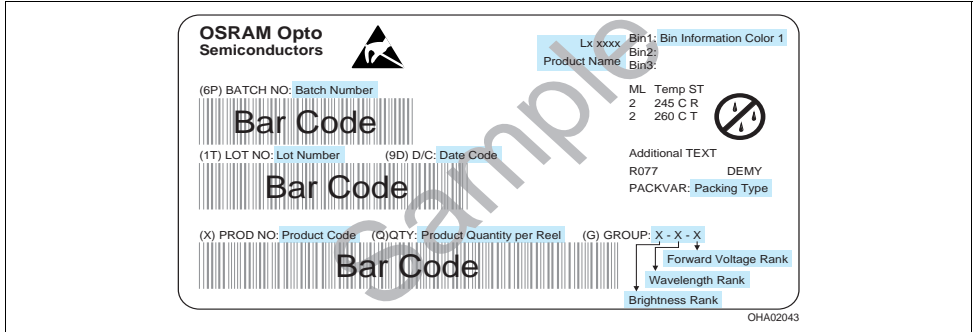 OSRAM Opto
Semiconductors
Lx xxxx
Product Name
Bin1: Bin Information Color 1
Bin2:
Bin3:
(6P) BATCH NO: Batch Number
Bar Code
ML Temp ST
2 245 C R
2 260 C T
(1T) LOT NO: Lot Number (9D) D/C: Date Code
Bar Code
Additional TEXT
R077 DEMY
PACKVAR: Packing Type
(X) PROD NO: Product Code (Q)QTY: Product Quantity per Reel (G) GROUP: X - X - X
Bar Code
Forward Voltage Rank
Wavelength Rank
Brightness Rank
Sample
OHA02043